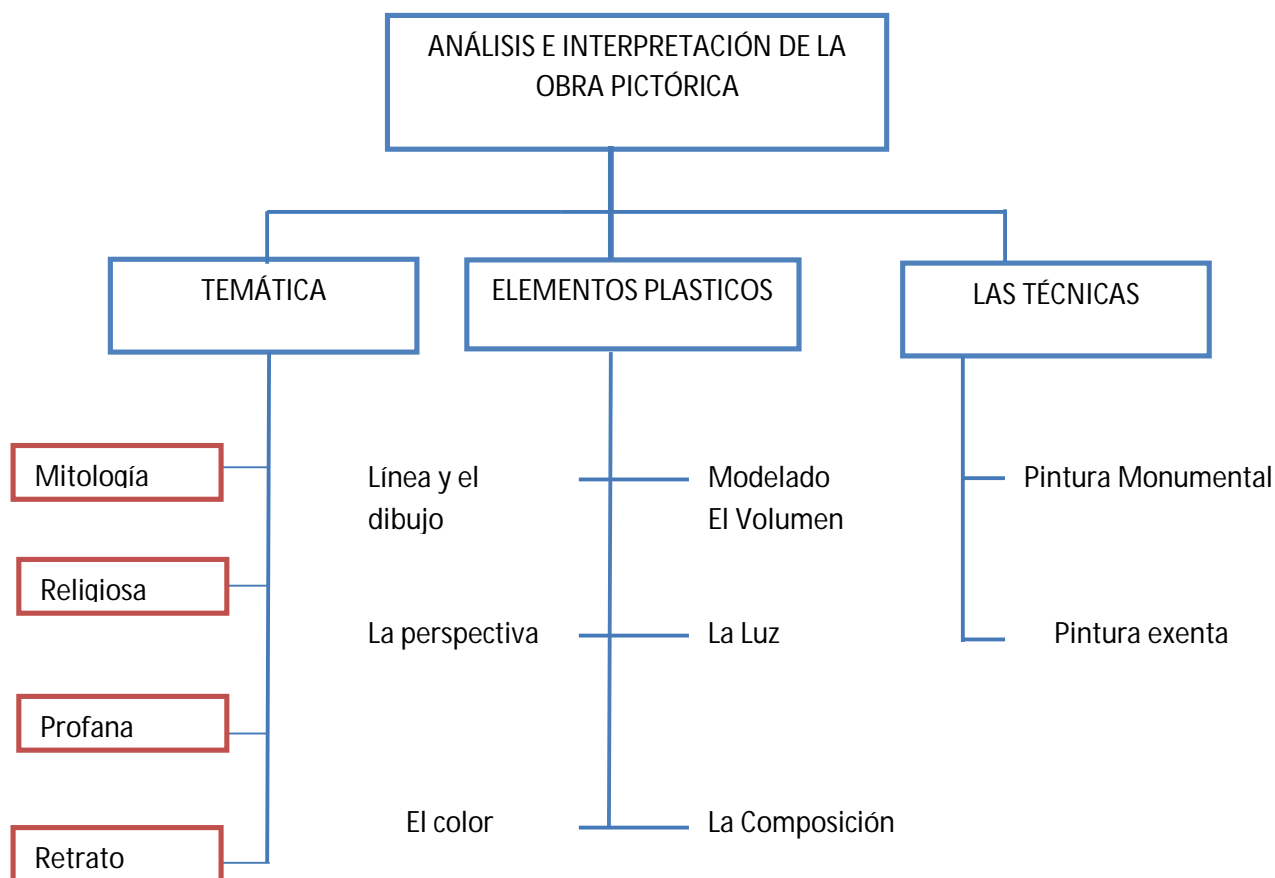 ANÁLISIS E INTERPRETACIÓN DE LA
OBRA PICTÓRICA
TEMÁTICA
ELEMENTOS PLASTICOS
LAS TÉCNICAS
Mitología
Religiosa
Profana
Retrato
Línea y el
dibujo
Modelado
El Volumen
La perspectiva
La Luz
El color
La Composición
Pintura Monumental
Pintura exenta